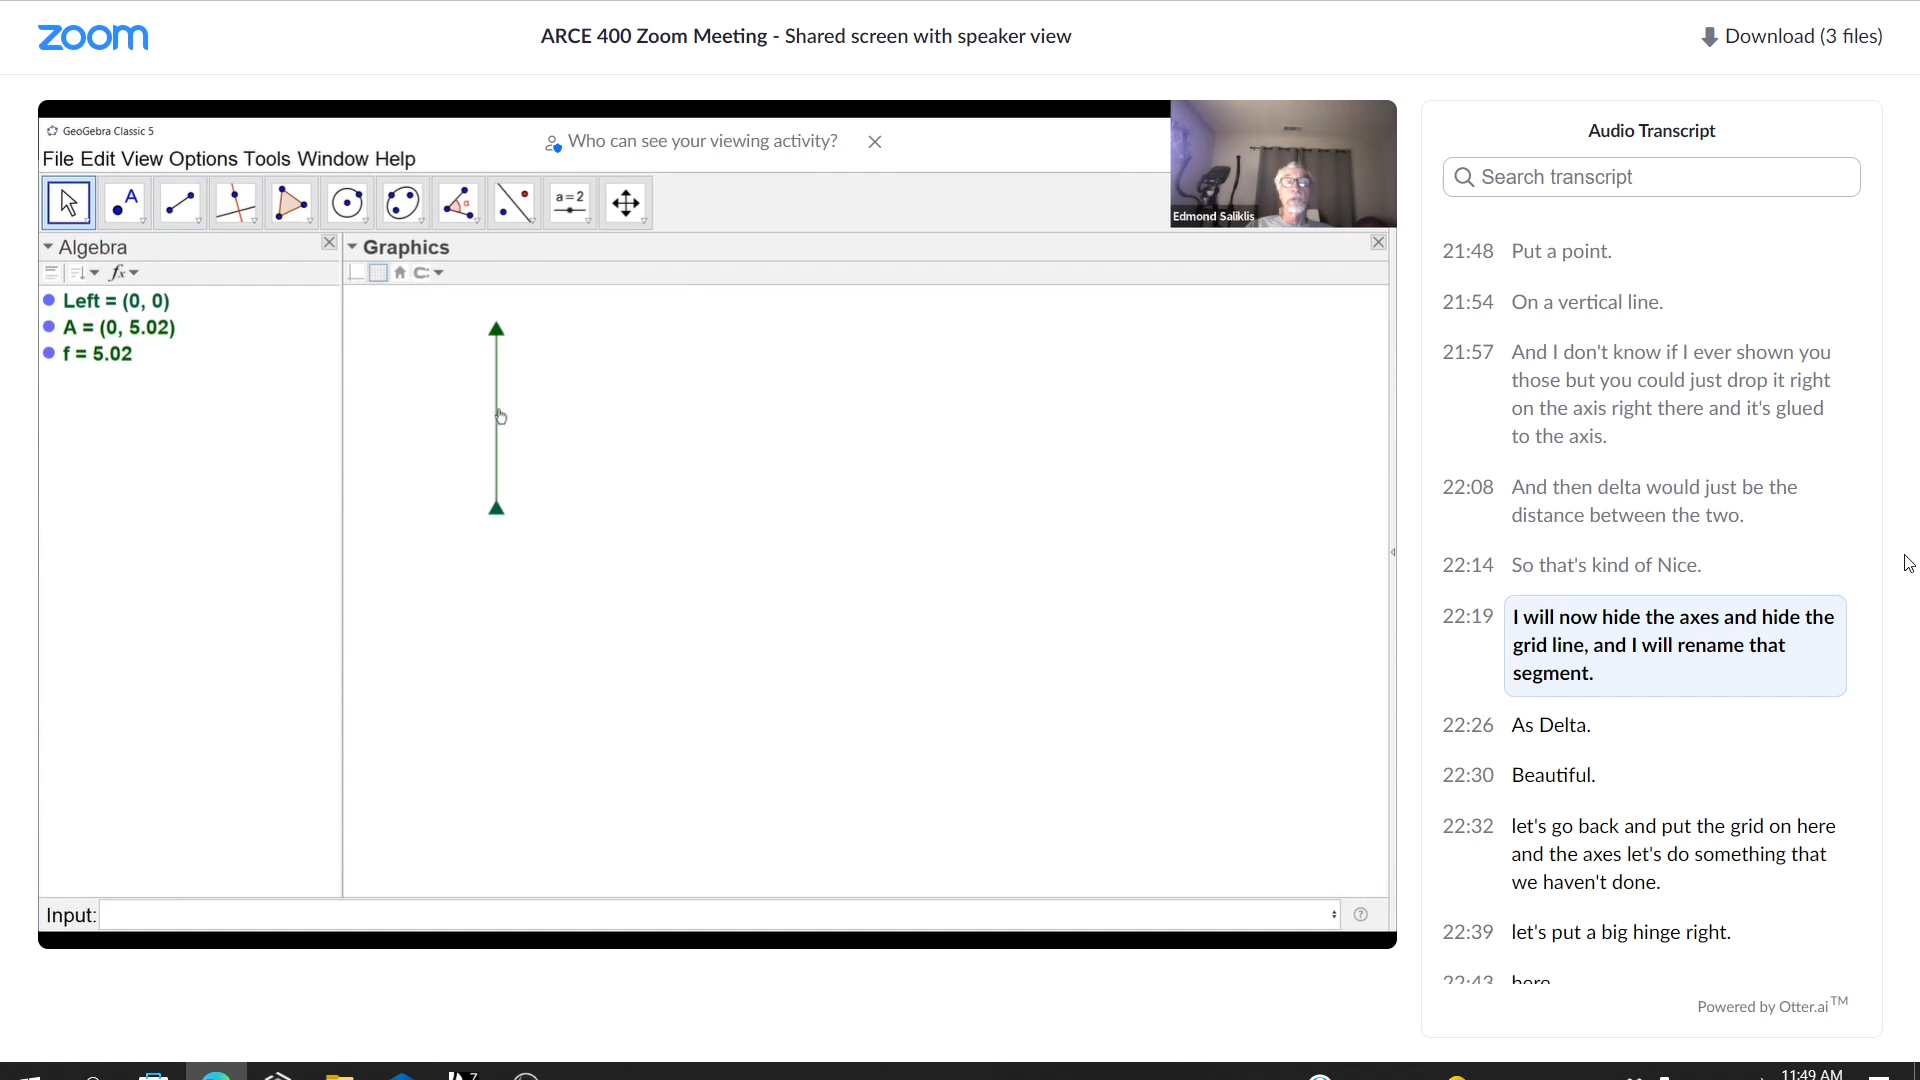 zoom
ARCE 400 Zoom Meeting - Shared screen with speaker view
Download (3 files)
GeoGebra Classic 5
Who can see your viewing activity?
File Edit View Options Tools Window Help
A
α
a=2
Edmond Saliklis
Algebra
Graphics
fx
Left = (0, 0)
A = (0, 5.02)
f = 5.02
Input:
Audio Transcript
Search transcript
21:48 Put a point.
21:54 On a vertical line.
21:57 And I don't know if I ever shown you
those but you could just drop it right
on the axis right there and it's glued
to the axis.
22:08 And then delta would just be the
distance between the two.
22:14 So that's kind of Nice.
22:19 I will now hide the axes and hide the
grid line, and I will rename that
segment.
22:26 As Delta.
22:30 Beautiful.
22:32 let's go back and put the grid on here
and the axes let's do something that
we haven't done.
22:39 let's put a big hinge right.
22:43 here
Powered by Otter.ai TM
11:49 AM